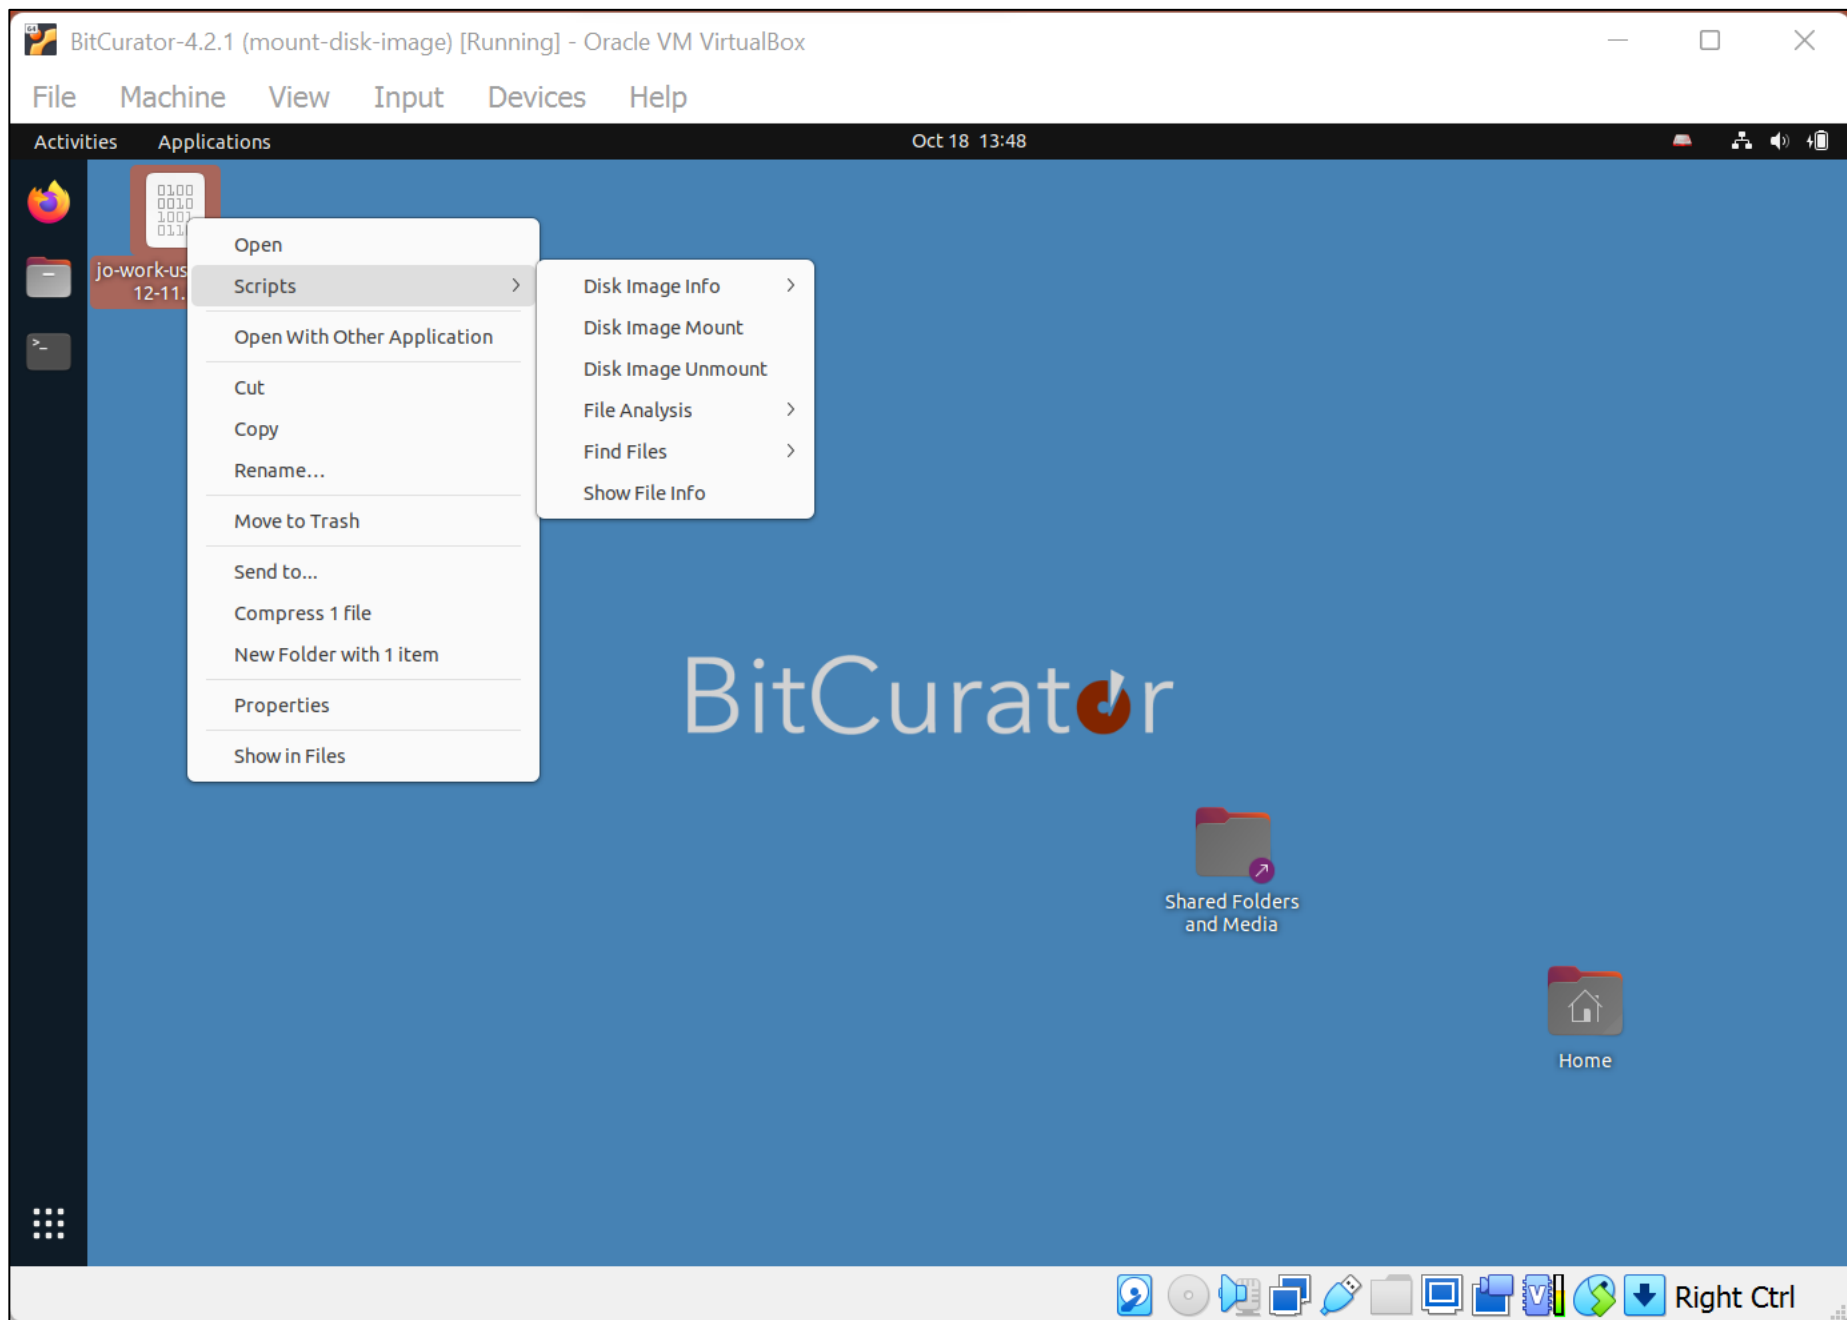 BitCurator-4.2.1 (mount-disk-image) [Running] - Oracle VM VirtualBox
File Machine View Input Devices Help
Activities Applications Oct 18 13:48
0100
0010
1001
011
jo-work-us
12-11.
Open
Scripts
Open With Other Application
Cut
Copy
Rename...
Move to Trash
Send to...
Compress 1 file
New Folder with 1 item
Properties
Show in Files
Disk Image Info
Disk Image Mount
Disk Image Unmount
File Analysis
Find Files
Show File Info
BitCurator
Shared Folders
and Media
Home
Right Ctrl